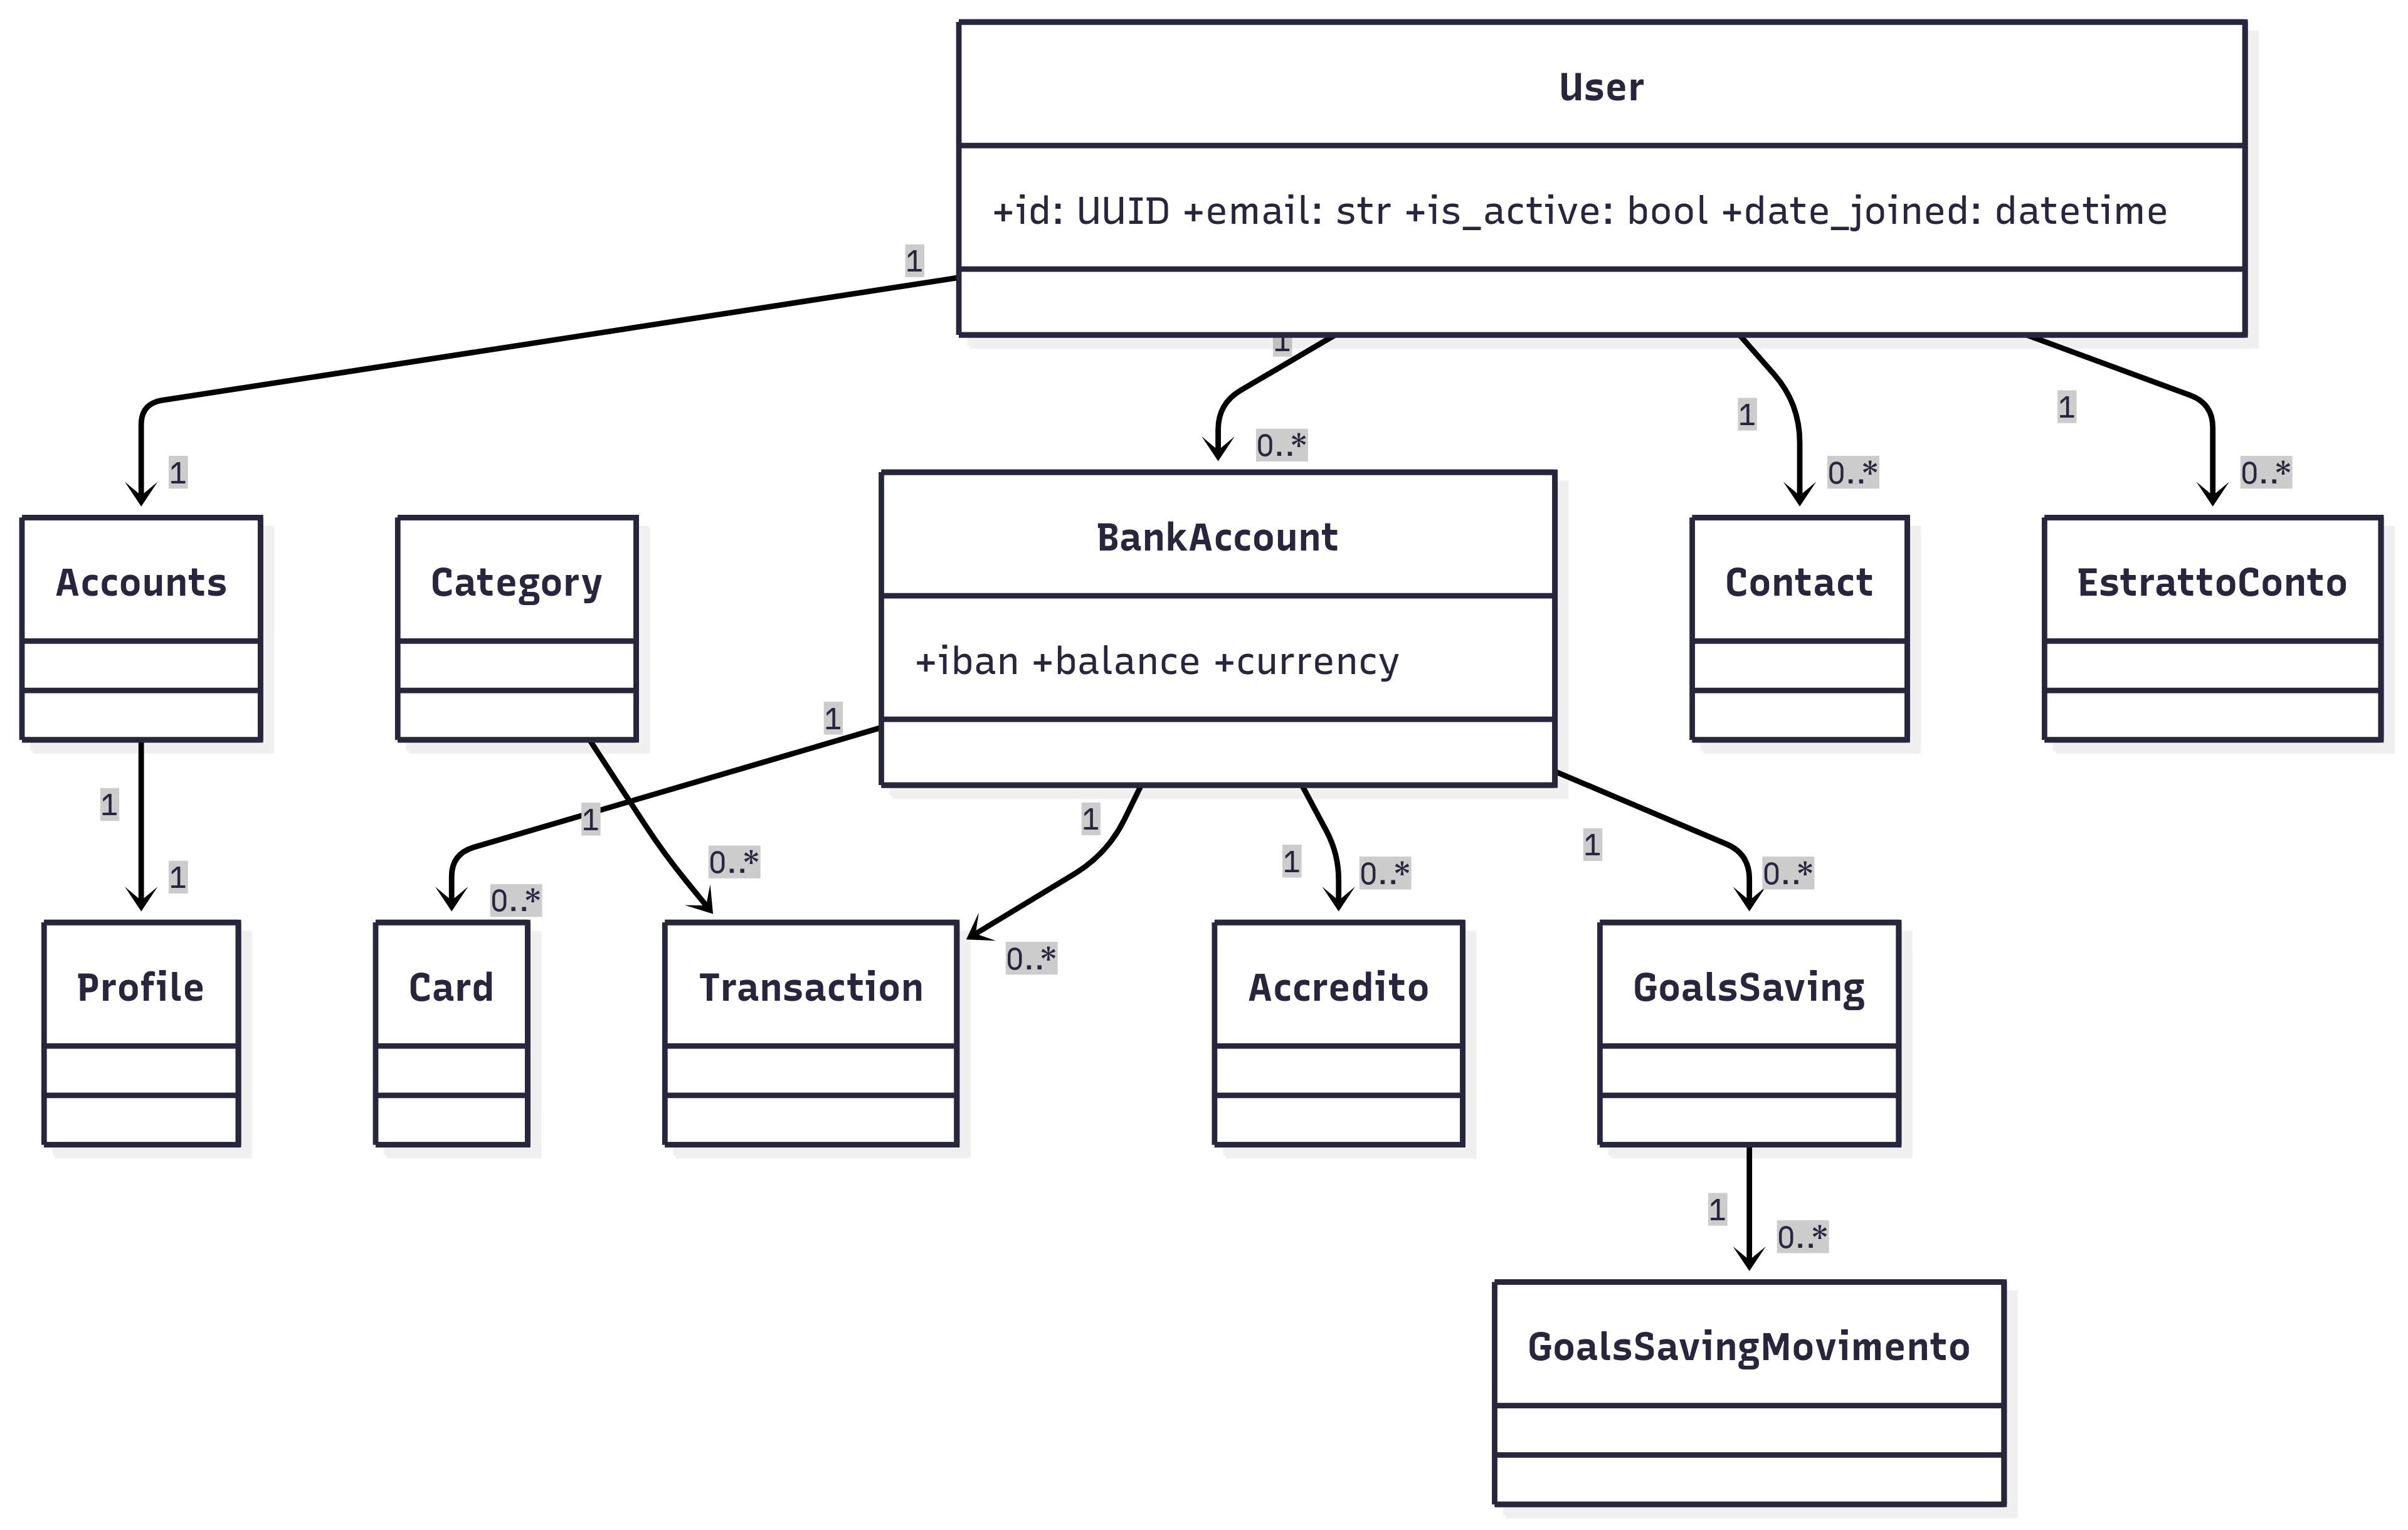 User
+id: UUID +email: str +is_active: bool +date_joined: datetime
1
1
1
1
1
0..*
0..*
0..*
Accounts
Category
BankAccount
+iban +balance +currency
Contact
EstrattoConto
1
1
1
1
1
1
1
0..*
0..*
0..*
0..*
0..*
Profile
Card
Transaction
Accredito
GoalsSaving
1
0..*
GoalsSavingMovimento